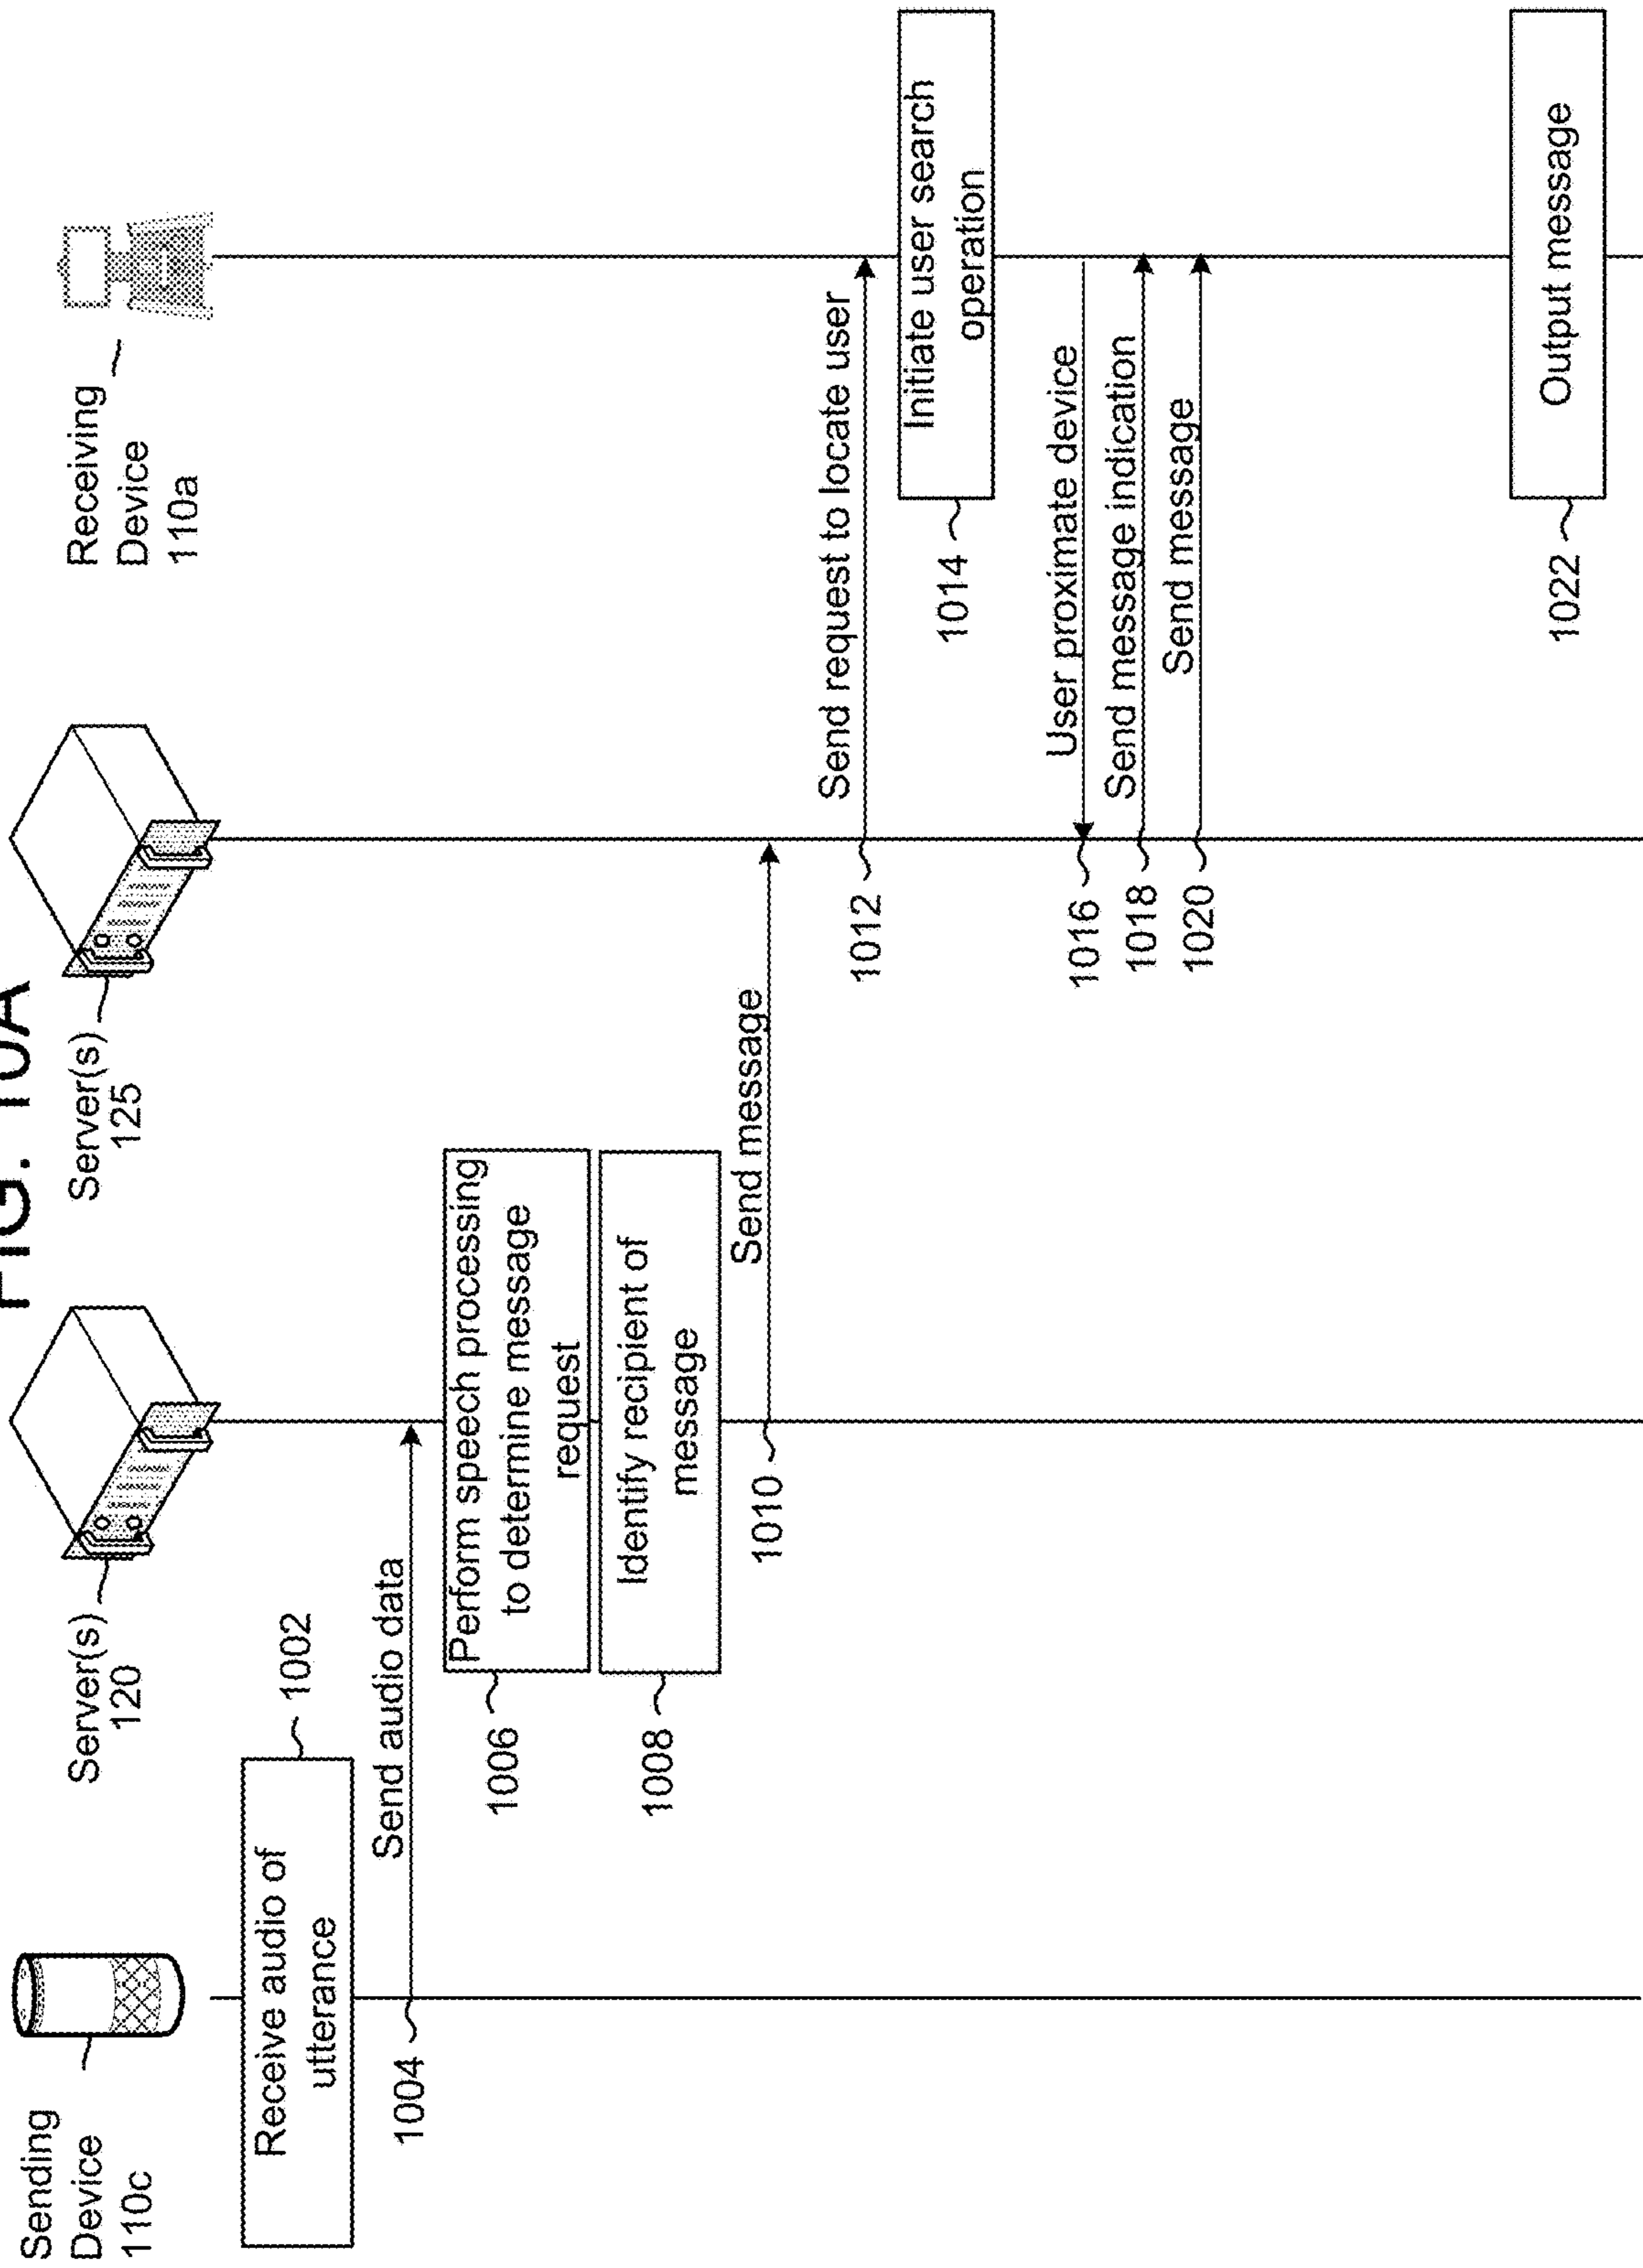 FIG. 10A
Sending
Device
110c
Server(s)
120
Server(s)
125
Receiving
Device
110a
Receive audio of
utterance
1002
Send audio data
1004
Perform speech processing
to determine message
request
1006
Identify recipient of
message
1008
Send message
1010
Send request to locate user
1012
Initiate user search
operation
1014
User proximate device
1016
Send message indication
1018
Send message
1020
Output message
1022